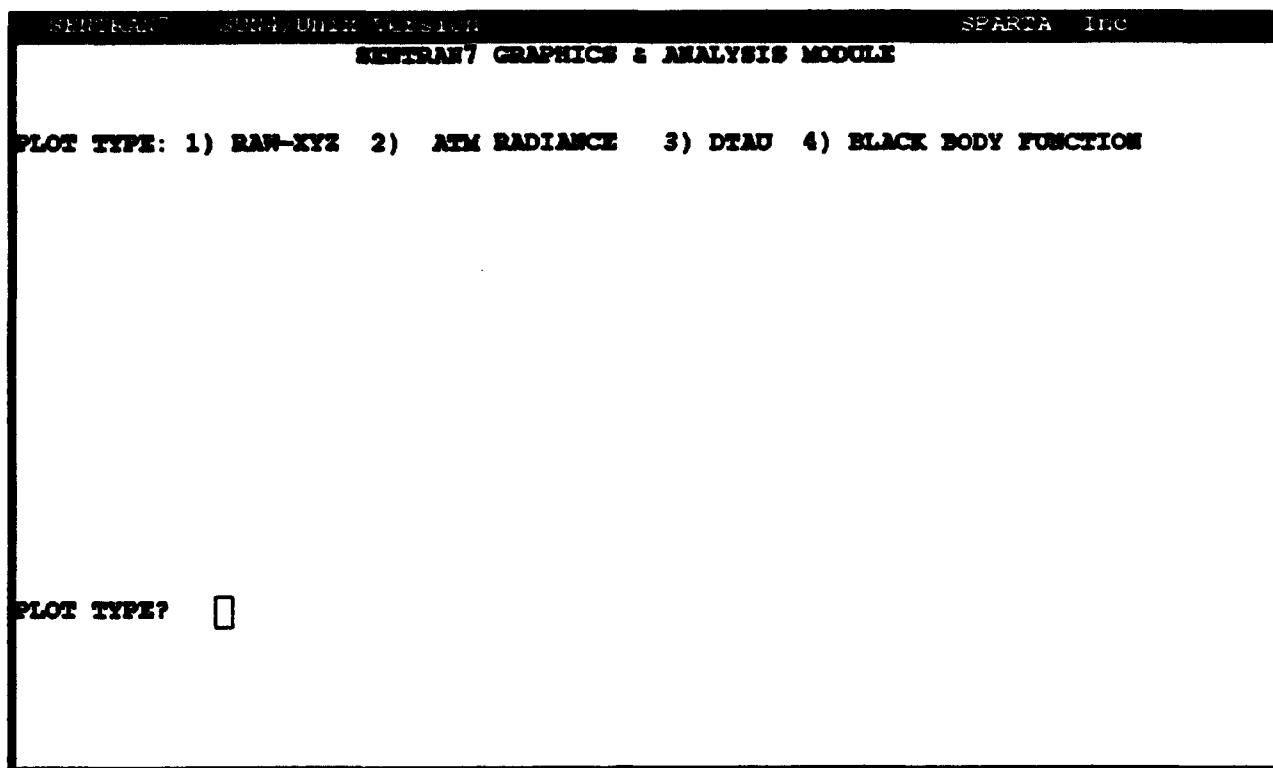 SENTRAN7 SUN4/Unix Version SPARTA Inc
SENTRAN7 GRAPHICS & ANALYSIS MODULE
PLOT TYPE: 1) RAW-XYZ 2) ATM RADIANCE 3) DTAU 4) BLACK BODY FUNCTION
PLOT TYPE?